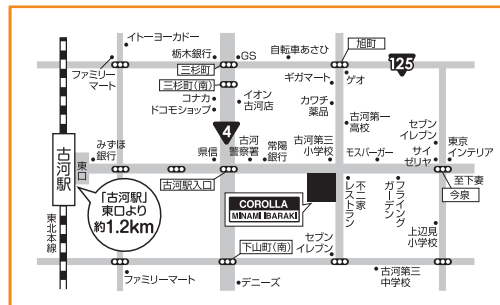 イトーヨーカドー
栃木銀行
GS
自転車あさひ
旭町
125
ファミリー
マート
三杉町
三杉町(南)
コナカ
ドコモショップ
イオン
古河店
ギガマート
ゲオ
カワチ
薬品
古河第一
高校
4
古河駅
東口
みずほ
銀行
県信
古河
警察署
常陽
銀行
古河第三
小学校
モスバーガー
セブン
イレブン
サイ
ゼリヤ
東京
インテリア
古河駅入口
至下妻
今泉
東北本線
「古河駅」
東口より
約1.2km
COROLLA
MINAMI IBARAKI
不二家
レストラン
フライング
ガーデン
上辺見
小学校
下山町(南)
セブン
イレブン
ファミリーマート
デニーズ
古河第三
中学校